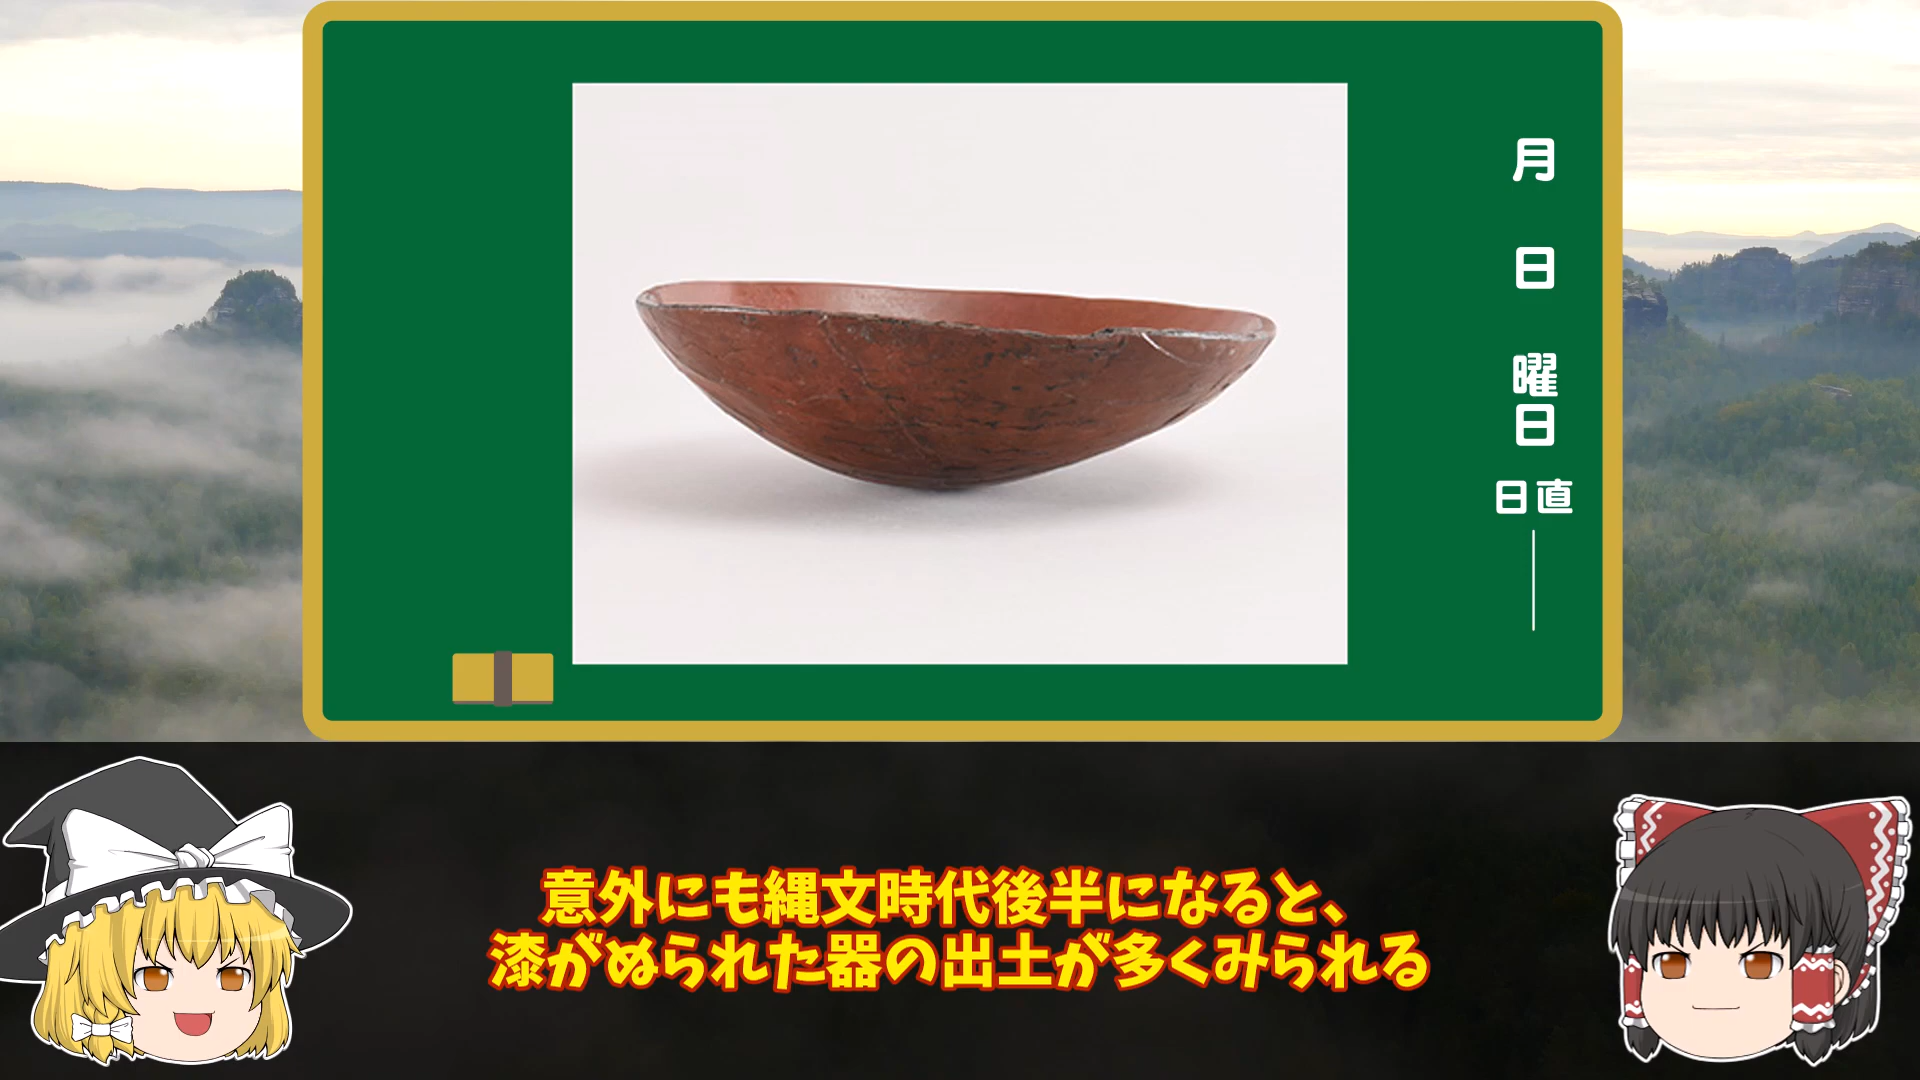 月
日
曜
日
日直
意外にも縄文時代後半になると、
漆がぬられた器の出土が多くみられる